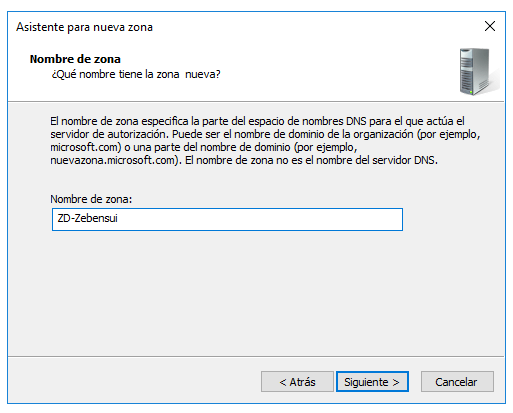 Asistente para nueva zona
Nombre de zona
¿Qué nombre tiene la zona nueva?
El nombre de zona especifica la parte del espacio de nombres DNS para el que actúa el
servidor de autorización. Puede ser el nombre de dominio de la organización (por ejemplo,
microsoft.com) o una parte del nombre de dominio (por ejemplo,
nuevazona.microsoft.com). El nombre de zona no es el nombre del servidor DNS.
Nombre de zona:
ZD-Zebensui
< Atrás
Siguiente >
Cancelar